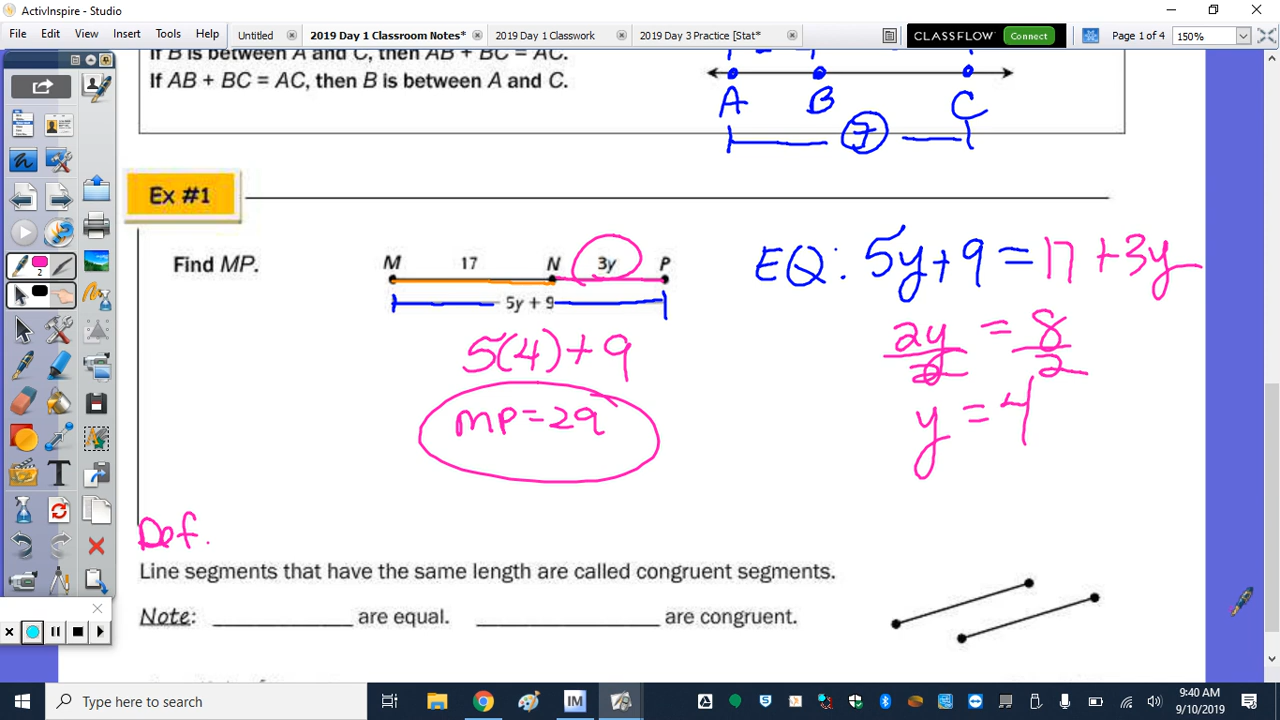 ActivInspire - Studio
File Edit View Insert Tools Help
Untitled
2019 Day 1 Classroom Notes*
2019 Day 1 Classwork
2019 Day 3 Practice [Stat*
CLASSFLOW Connect
Page 1 of 4
150%
If B is between A and C, then AB + BC = AC.
If AB + BC = AC, then B is between A and C.
A B C
7
Ex #1
Find MP.
M 17 N 3y P
5y + 9
EQ: 5y + 9 = 17 + 3y
2y = 8
2 2
y = 4
5(4) + 9
MP = 29
Def.
Line segments that have the same length are called congruent segments.
Note: ____________ are equal. ________________ are congruent.
2
T
Type here to search
IM
9:40 AM
9/10/2019